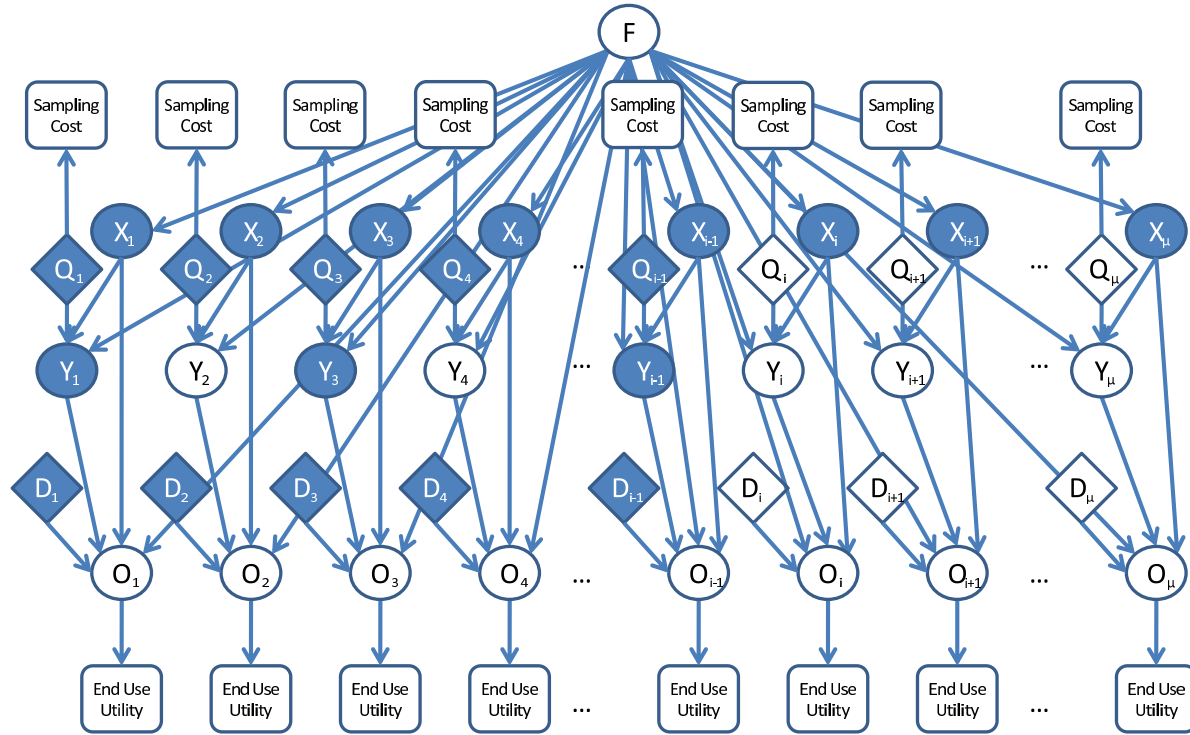 F
Sampling Cost Sampling Cost Sampling Cost Sampling Cost Sampling Cost Sampling Cost Sampling Cost Sampling Cost
X1 X2 X3 X4 Xi-1 Xi Xi+1 Xμ
Q1 Q2 Q3 Q4 ... Qi-1 Qi Qi+1 ... Qμ
Y1 Y2 Y3 Y4 ... Yi-1 Yi Yi+1 ... Yμ
D1 D2 D3 D4 Di-1 Di Di+1 Dμ
O1 O2 O3 O4 ... Oi-1 Oi Oi+1 ... Oμ
End Use Utility End Use Utility End Use Utility End Use Utility ... End Use Utility End Use Utility End Use Utility ... End Use Utility